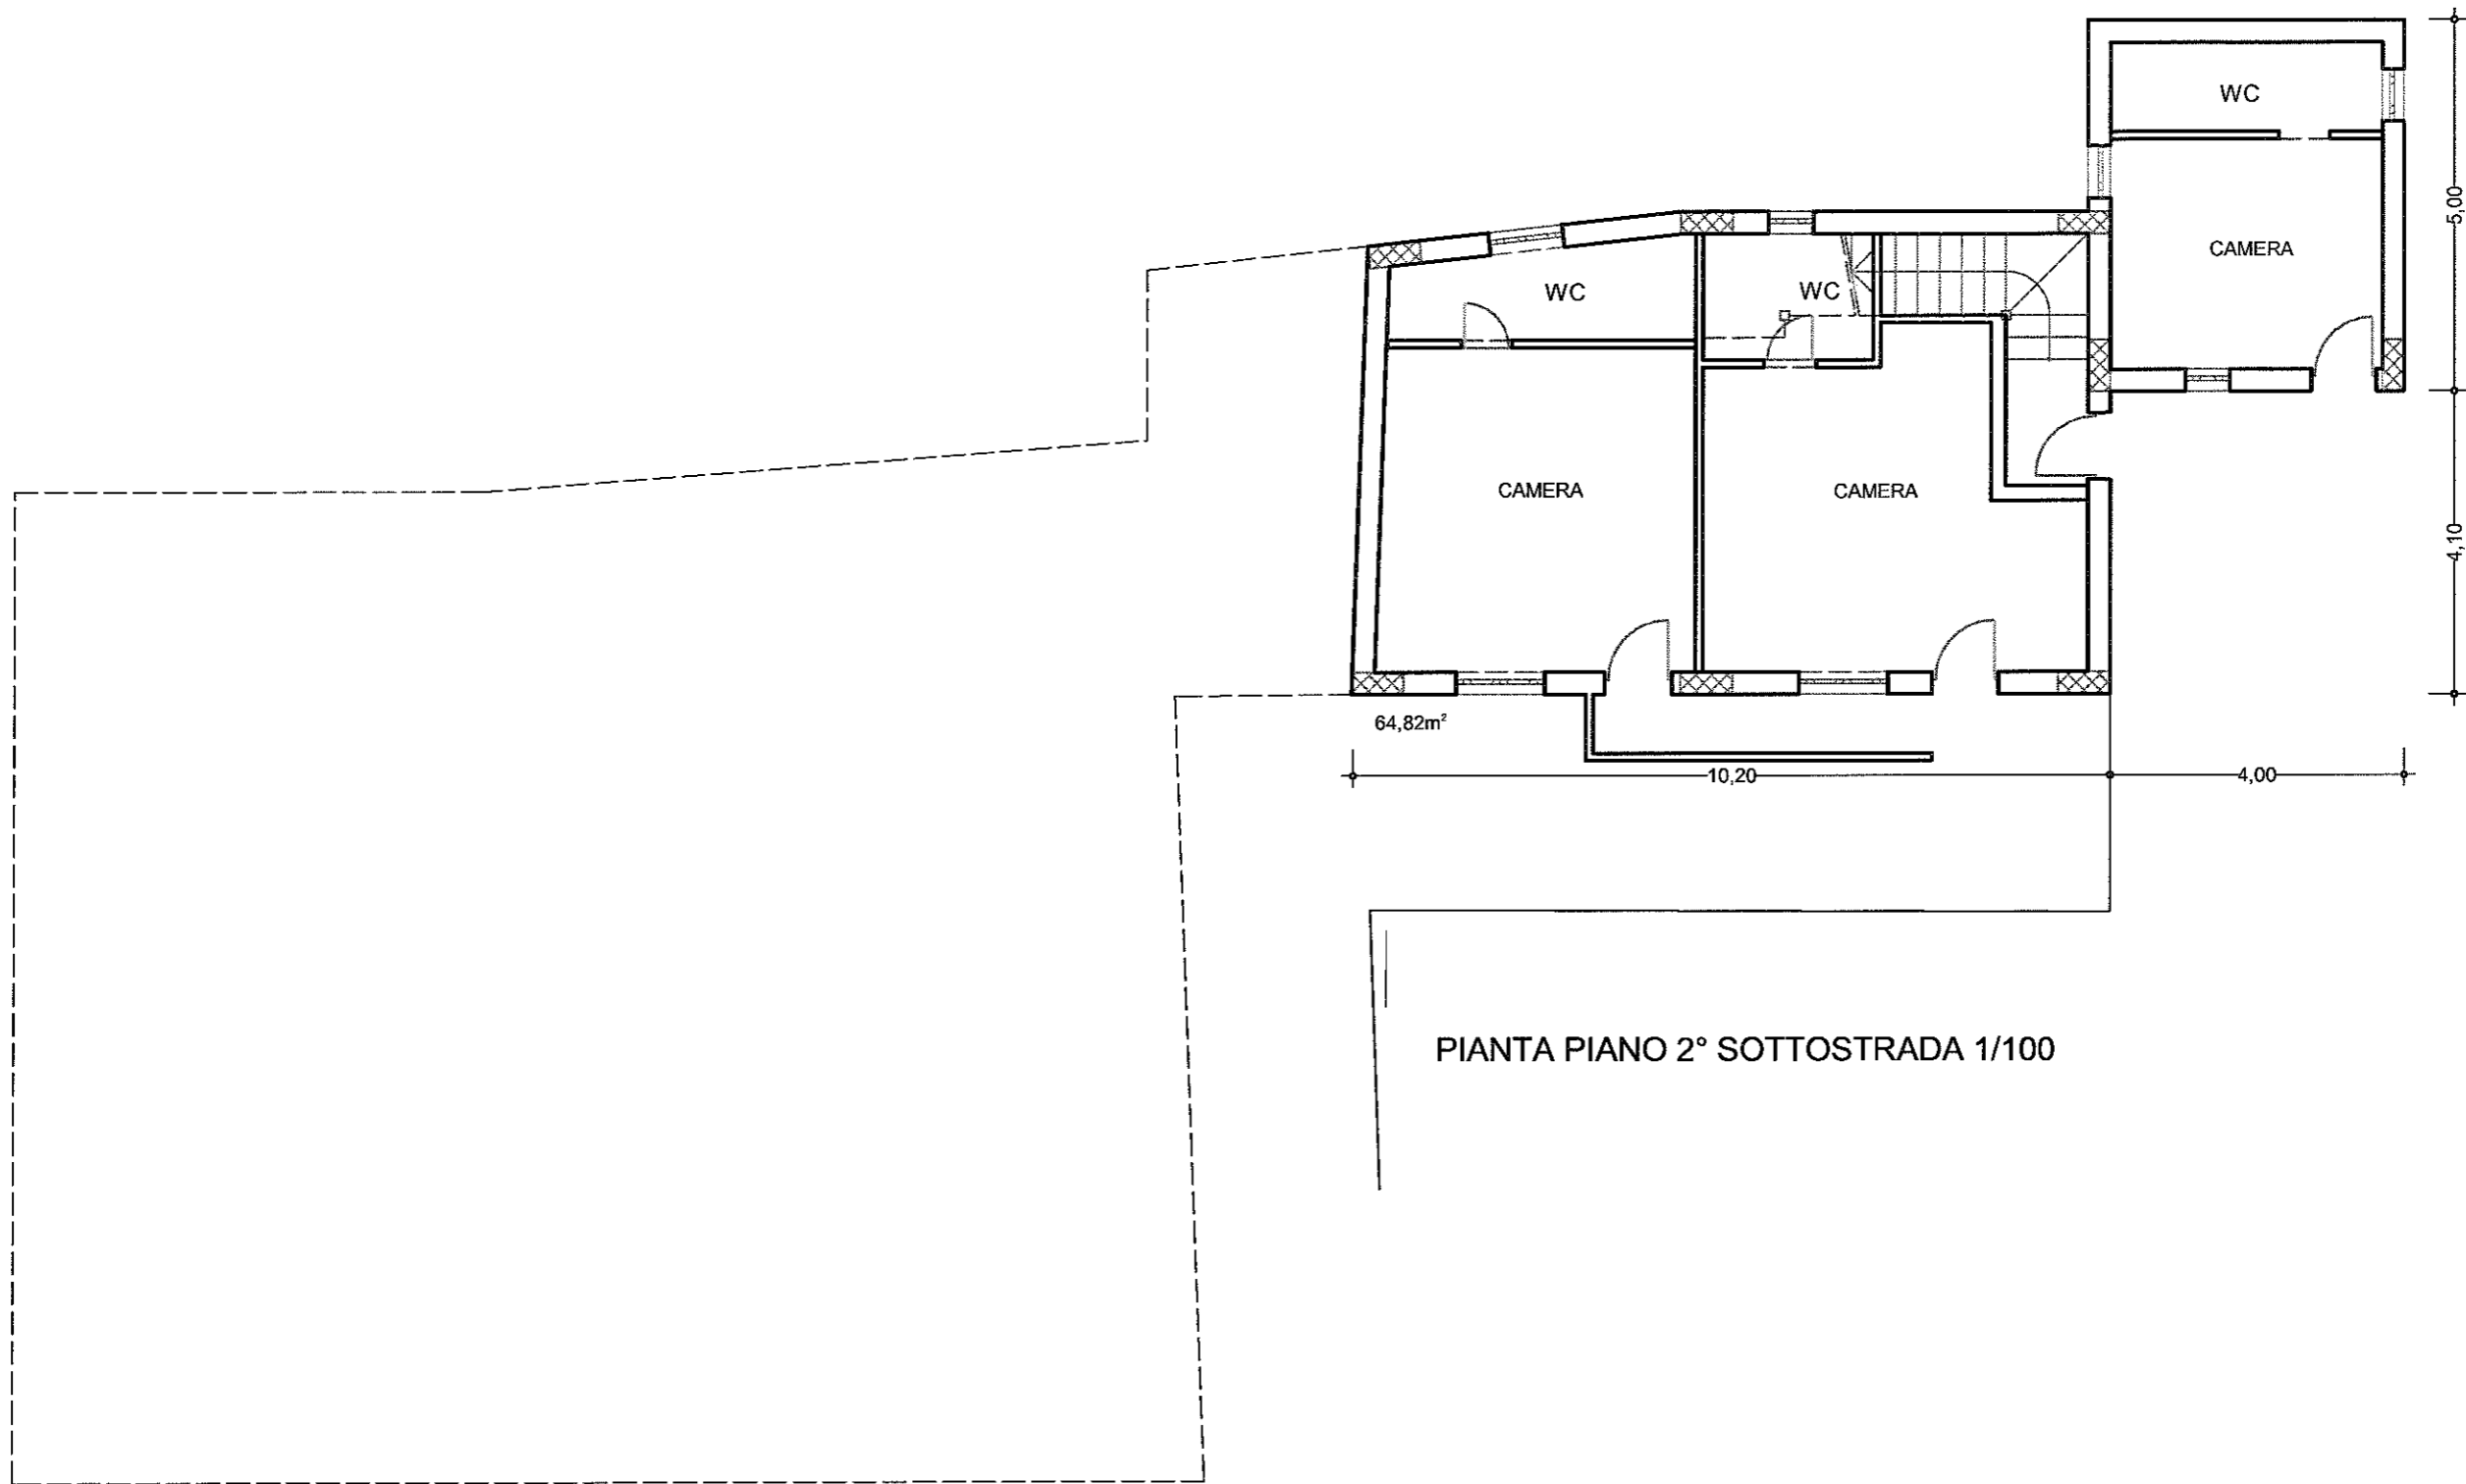 WC
5,00
CAMERA
WC
WC
CAMERA
CAMERA
4,10
64,82m²
10,20
4,00
PIANTA PIANO 2° SOTTOSTRADA 1/100